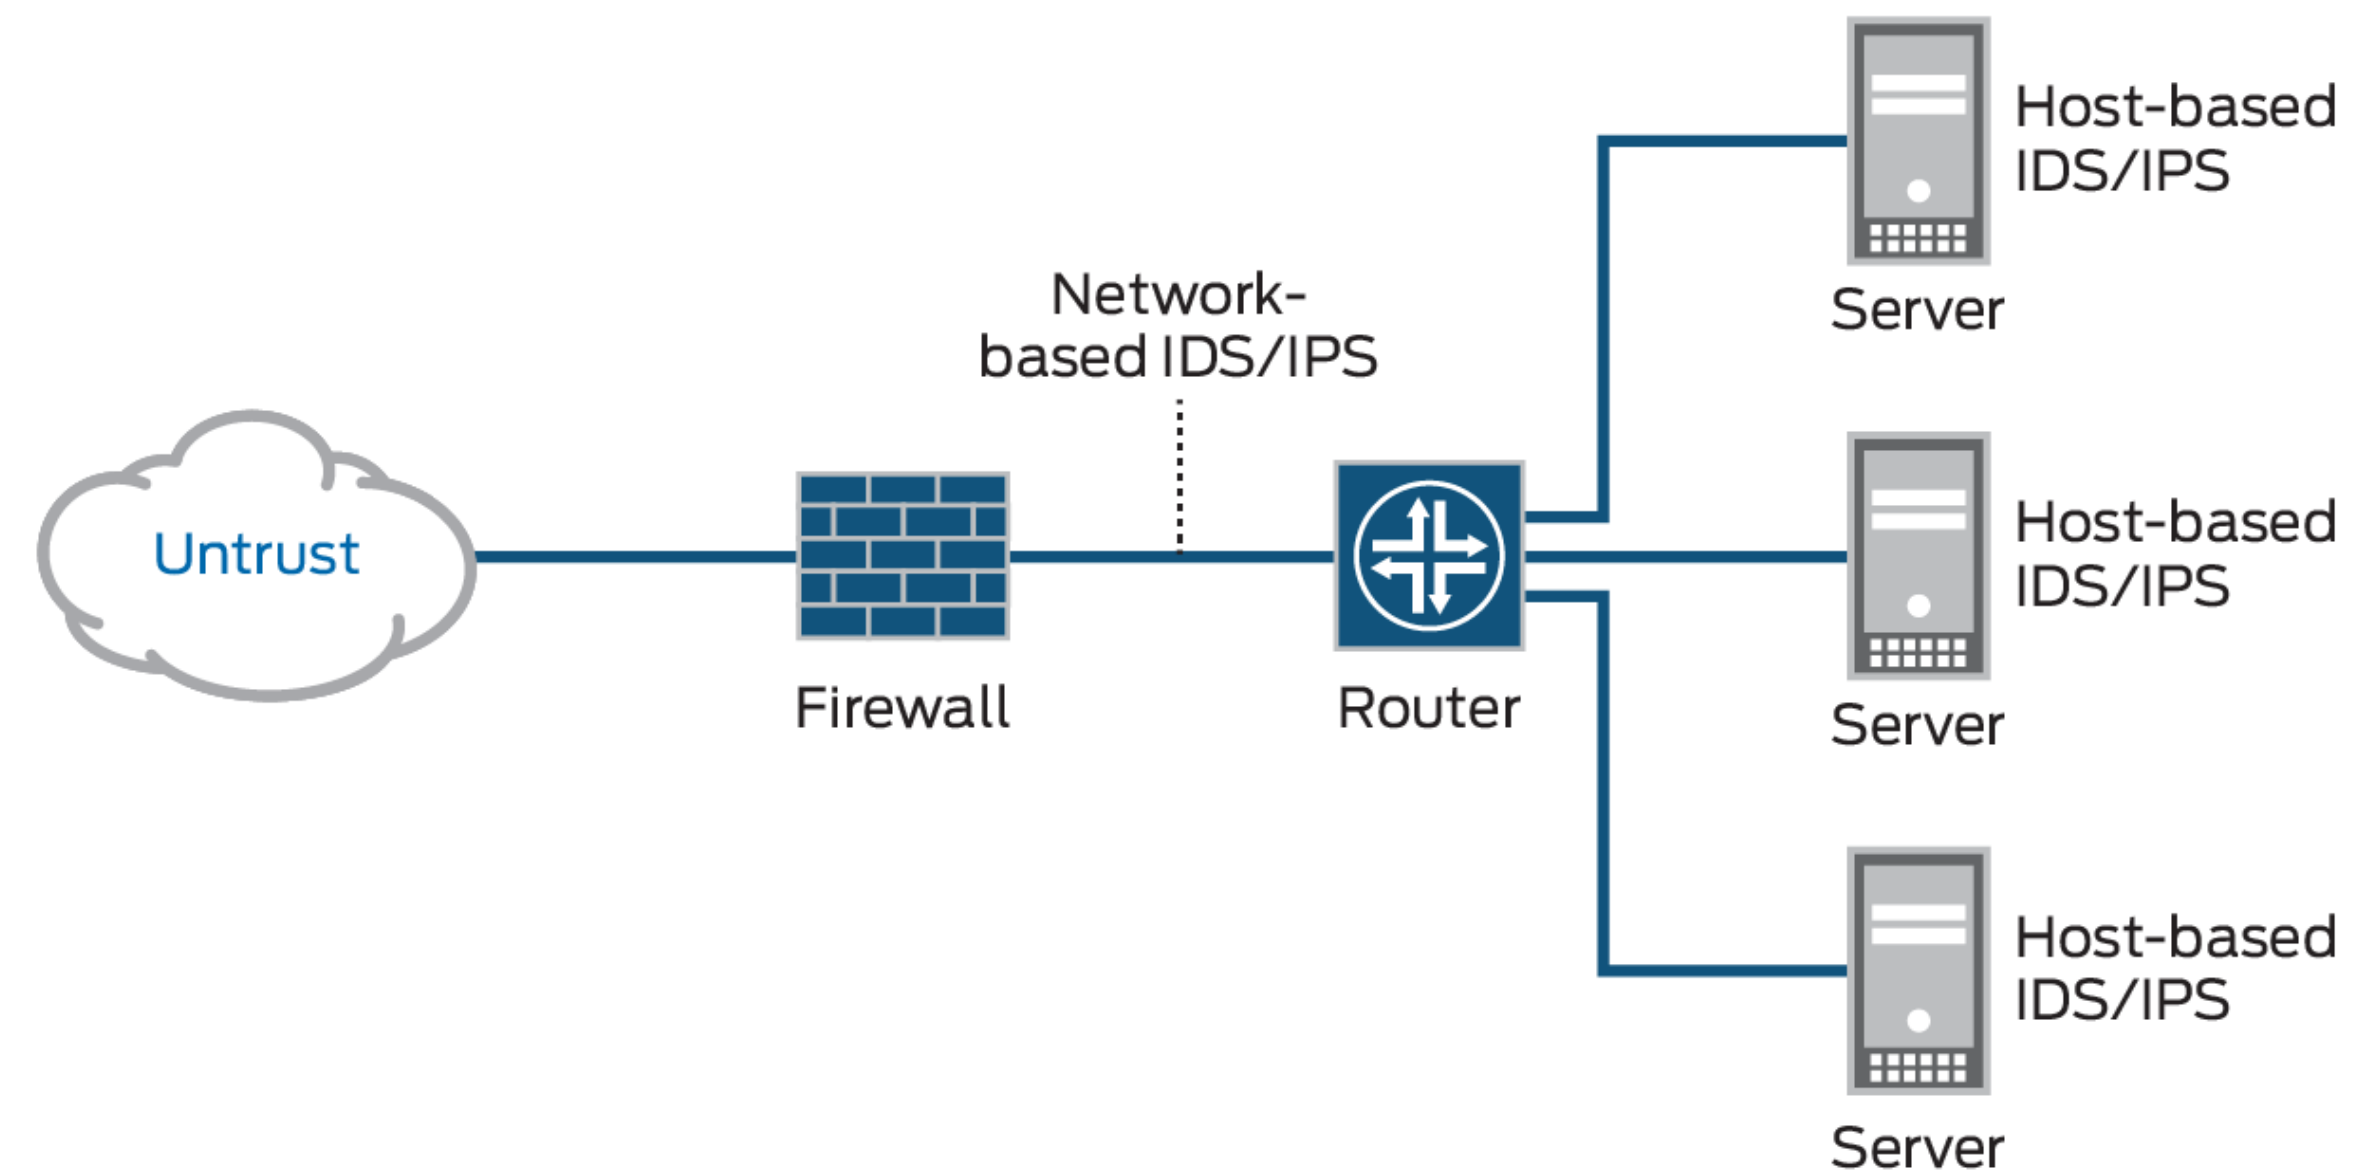 Host-based
IDS/IPS
Server
Network-
based IDS/IPS
Untrust
Firewall
Router
Host-based
IDS/IPS
Server
Host-based
IDS/IPS
Server